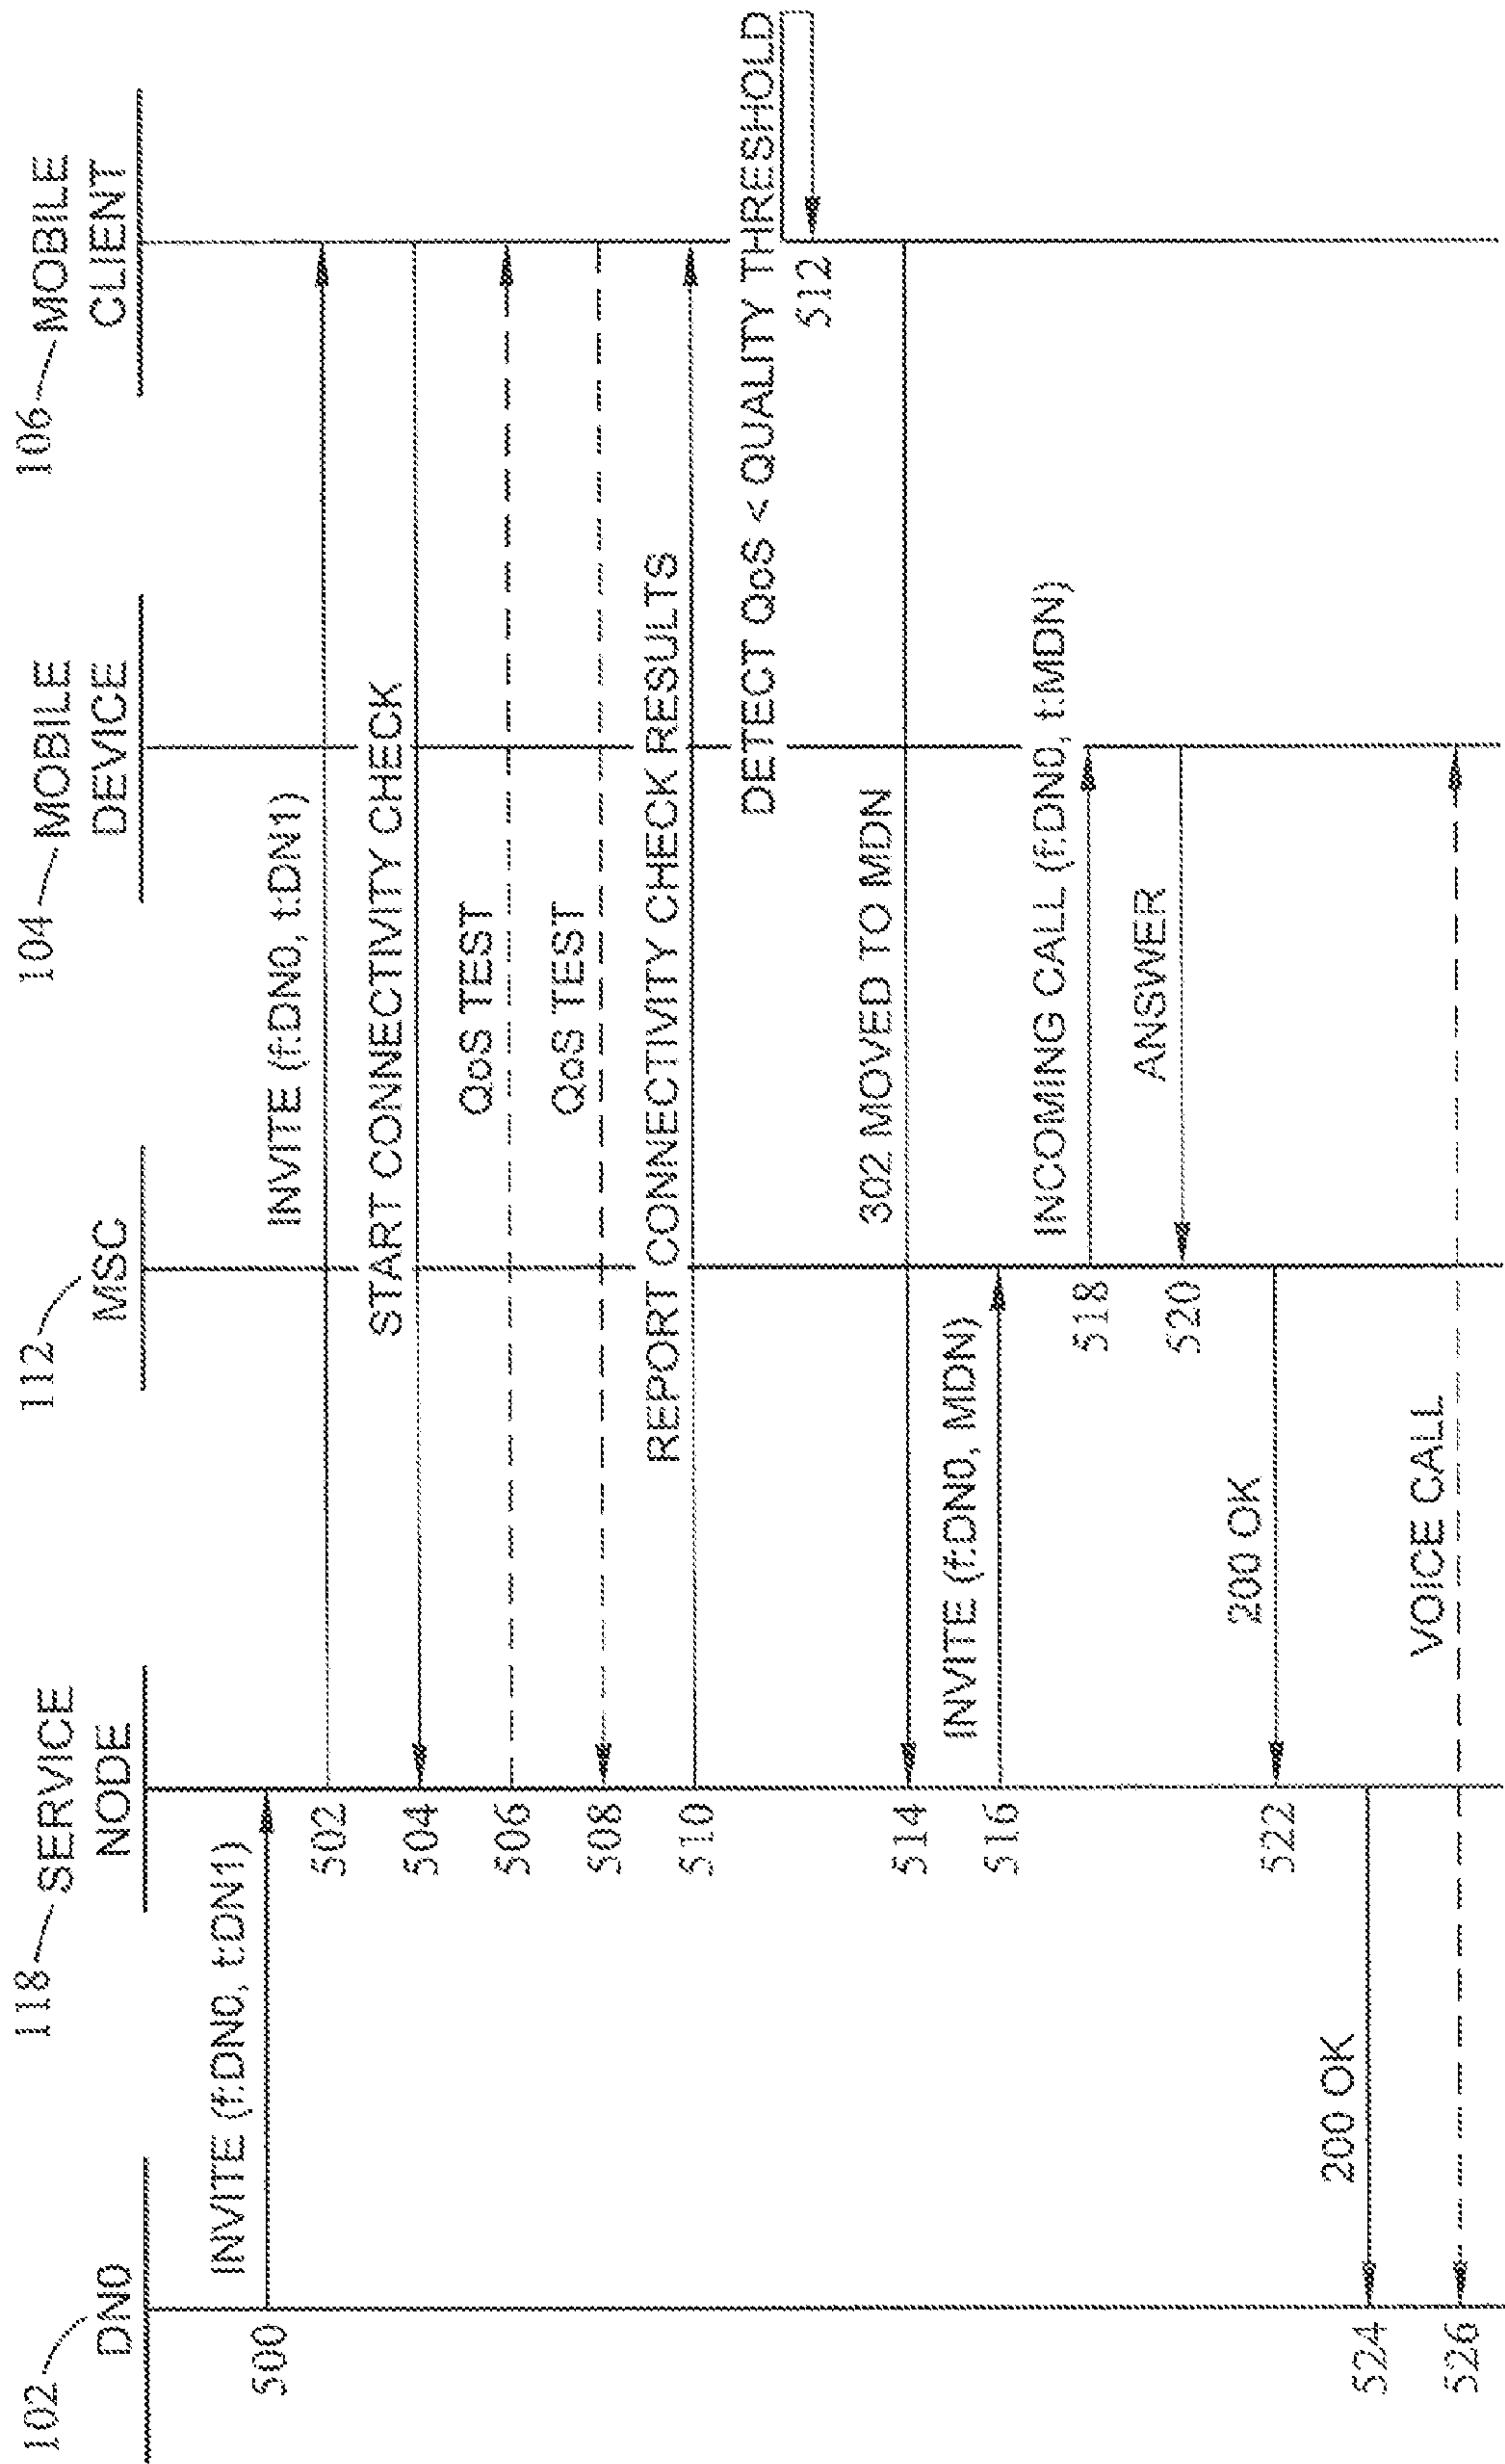 102
DN0
118
SERVICE
NODE
112
MSC
104
MOBILE
DEVICE
106
MOBILE
CLIENT
INVITE (f:DN0, t:DN1)
500
INVITE (f:DN0, t:DN1)
502
START CONNECTIVITY CHECK
504
QoS TEST
506
QoS TEST
508
REPORT CONNECTIVITY CHECK RESULTS
510
DETECT QoS < QUALITY THRESHOLD
512
302 MOVED TO MDN
514
INVITE (f:DN0, MDN)
516
INCOMING CALL (f:DN0, t:MDN)
518
ANSWER
520
200 OK
522
200 OK
524
VOICE CALL
526